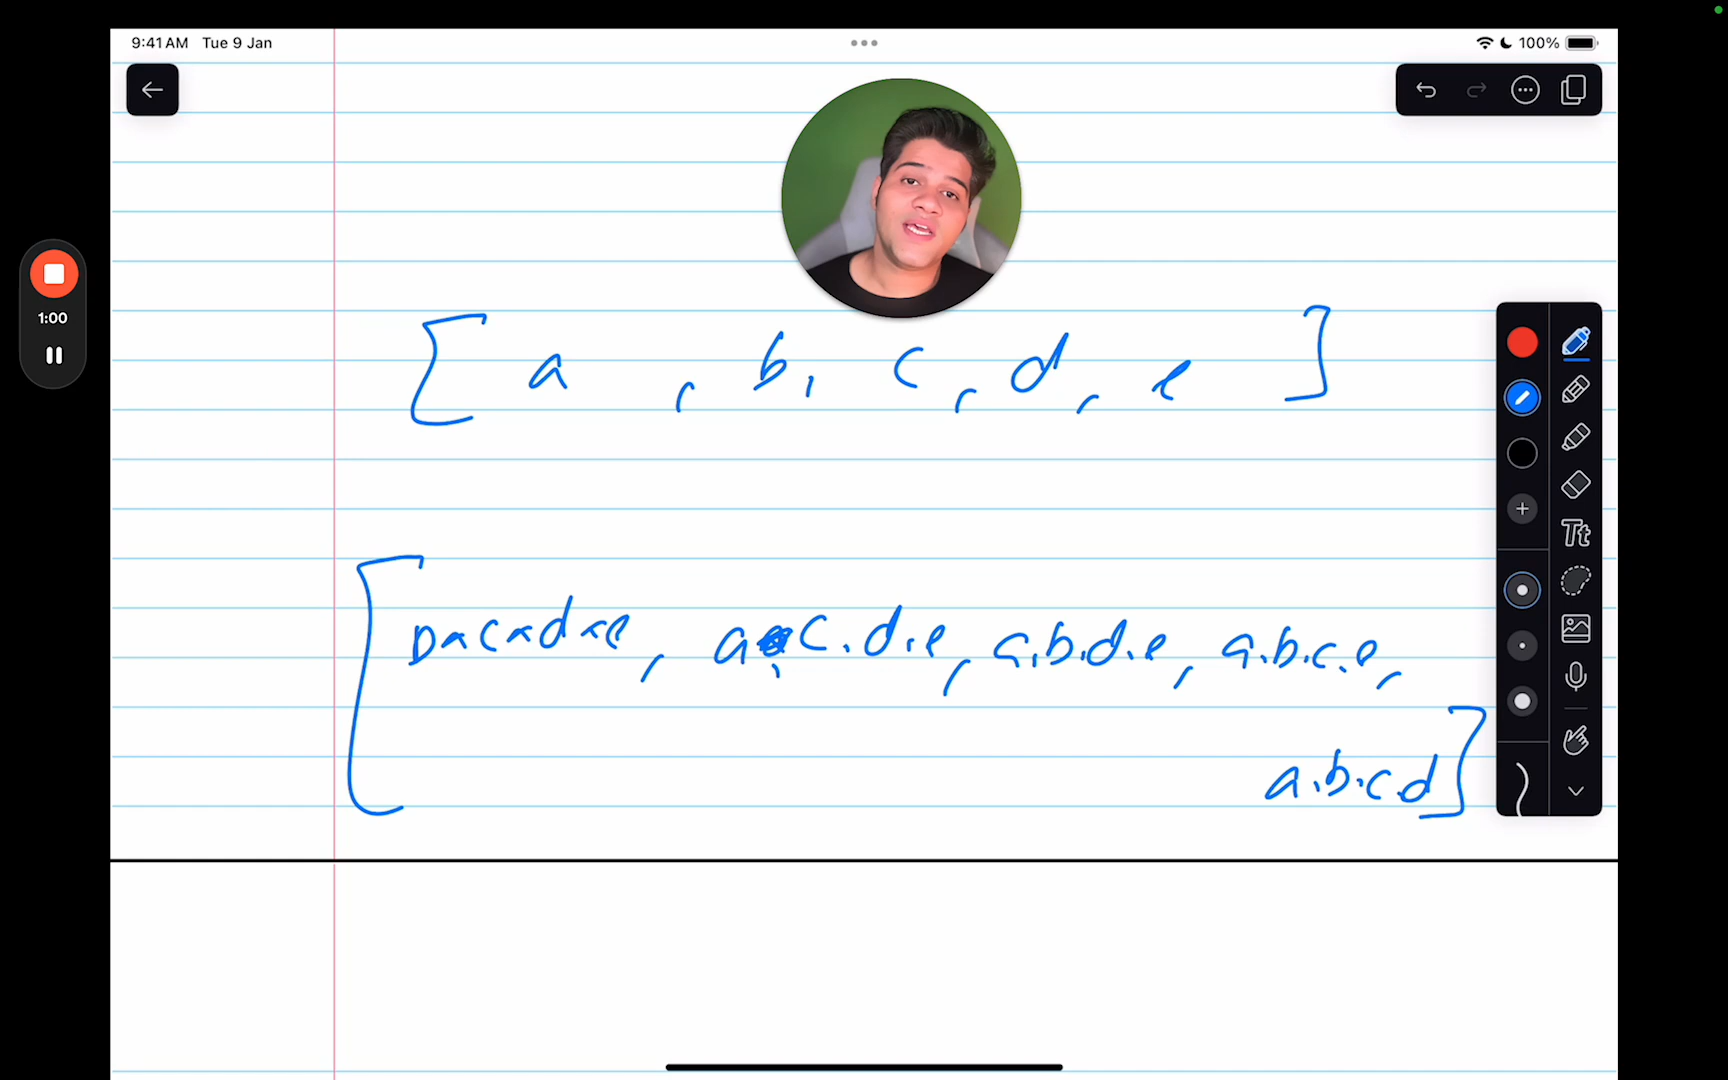 9:41 AM Tue 9 Jan
100%
1:00
[ a , b, c, d, e ]
[ b×c×d×e, a.c.d.e, a.b.d.e, a.b.c.e,
a.b.c.d ]
Tt